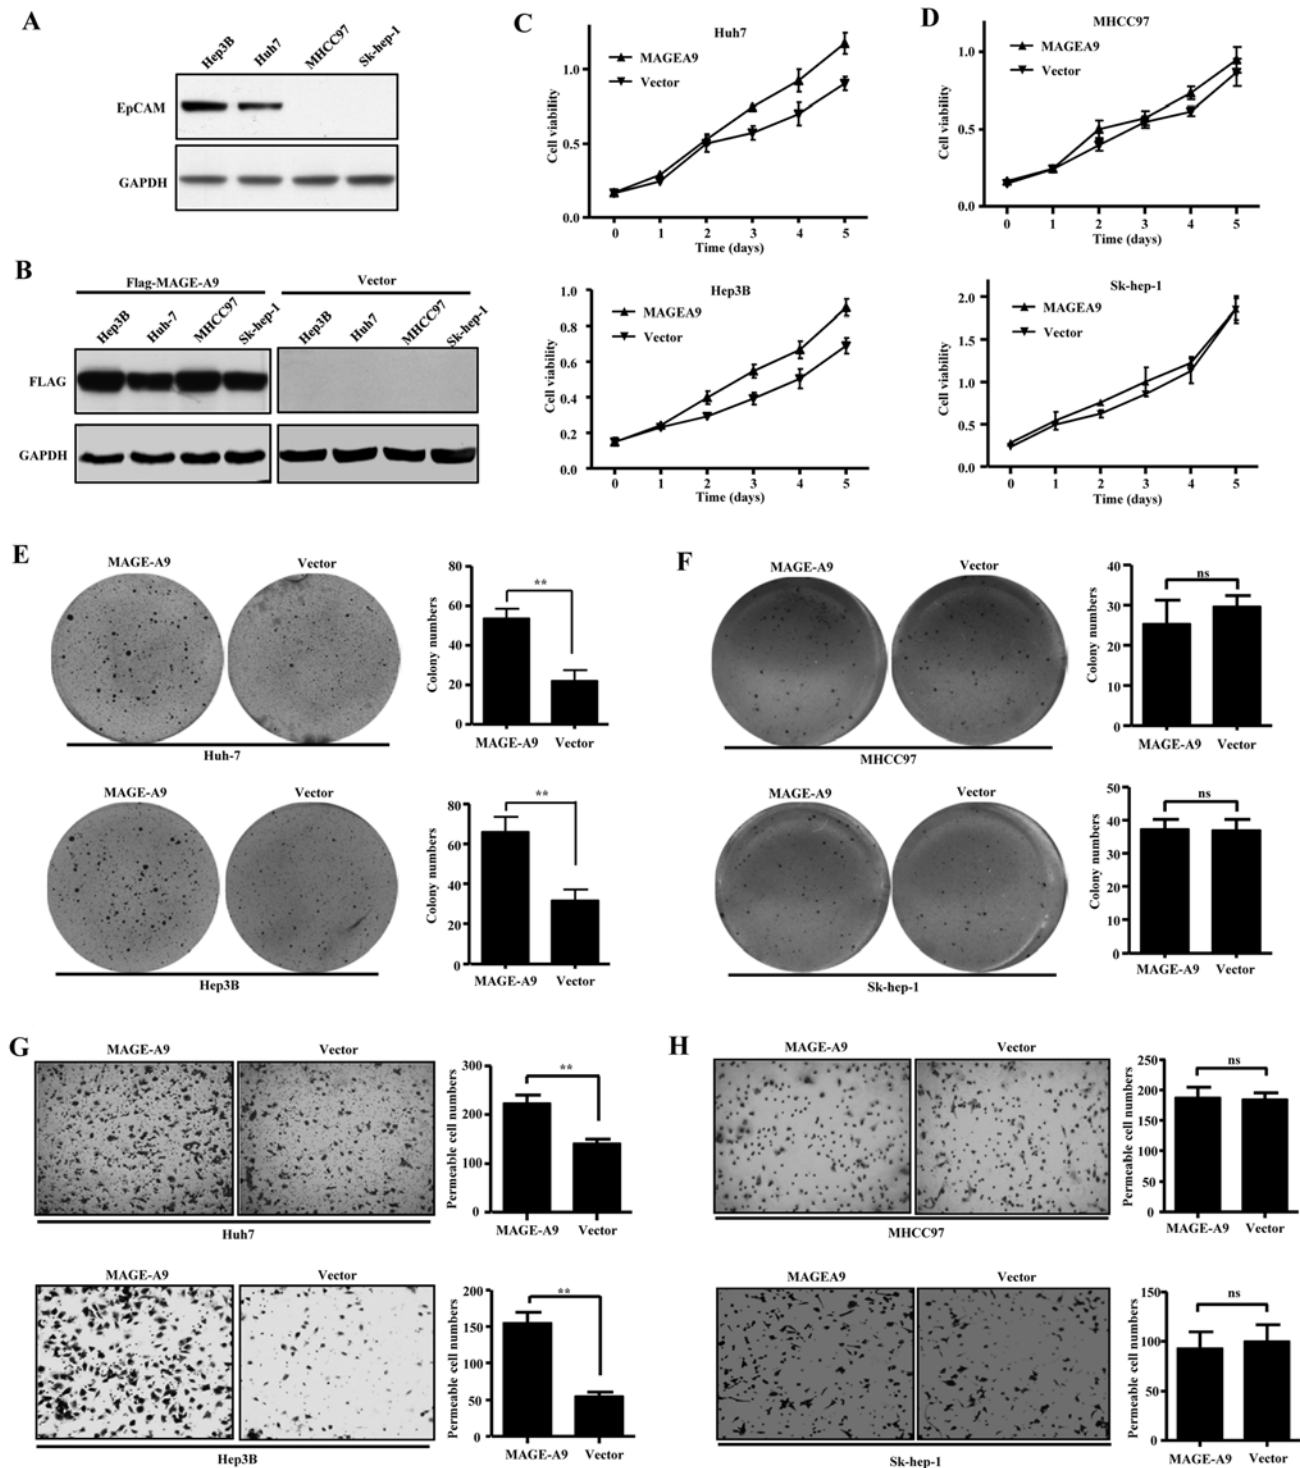 A
Hep3B Huh7 MHCC97 Sk-hep-1
EpCAM
GAPDH
B
Flag-MAGE-A9 Vector
Hep3B Huh-7 MHCC97 Sk-hep-1 Hep3B Huh7 MHCC97 Sk-hep-1
FLAG
GAPDH
C
Huh7
MAGEA9
Vector
Cell viability
1.0
0.5
0.0
0 1 2 3 4 5
Time (days)
Hep3B
MAGEA9
Vector
Cell viability
1.0
0.8
0.6
0.4
0.2
0.0
0 1 2 3 4 5
Time (days)
D
MHCC97
MAGEA9
Vector
Cell viability
1.0
0.5
0.0
0 1 2 3 4 5
Time (days)
Sk-hep-1
MAGEA9
Vector
Cell viability
2.0
1.5
1.0
0.5
0.0
0 1 2 3 4 5
Time (days)
E
MAGE-A9 Vector
Huh-7
Colony numbers
80
60
40
20
0
**
MAGE-A9 Vector
MAGE-A9 Vector
Hep3B
Colony numbers
80
60
40
20
0
**
MAGE-A9 Vector
F
MAGE-A9 Vector
MHCC97
Colony numbers
40
30
20
10
0
ns
MAGE-A9 Vector
MAGE-A9 Vector
Sk-hep-1
Colony numbers
50
40
30
20
10
0
ns
MAGE-A9 Vector
G
MAGE-A9 Vector
Huh7
Permeable cell numbers
300
200
100
0
**
MAGE-A9 Vector
MAGE-A9 Vector
Hep3B
Permeable cell numbers
200
150
100
50
0
**
MAGE-A9 Vector
H
MAGE-A9 Vector
MHCC97
Permeable cell numbers
250
200
150
100
50
0
ns
MAGE-A9 Vector
MAGEA9 Vector
Sk-hep-1
Permeable cell numbers
150
100
50
0
ns
MAGE-A9 Vector